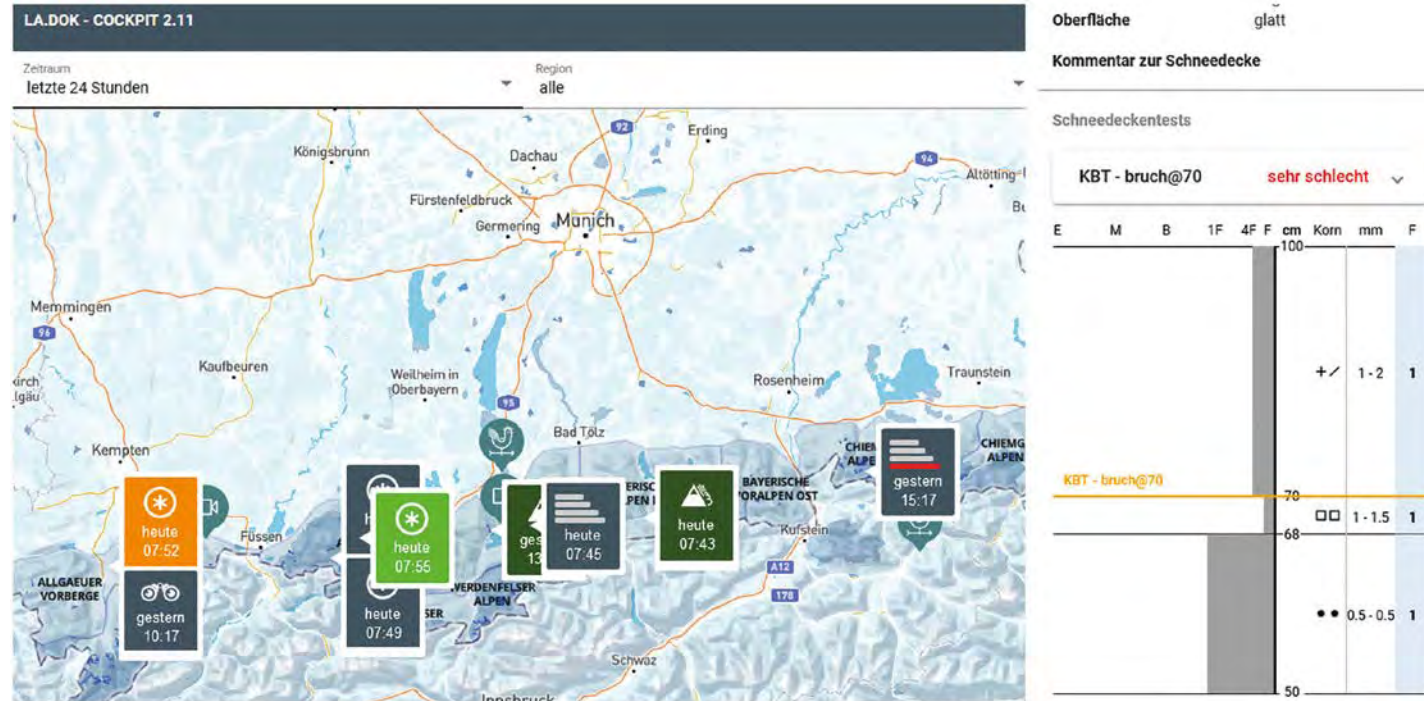 LA.DOK - COCKPIT 2.11
Zeitraum
letzte 24 Stunden
Region
alle
92
Erding
Königsbrunn
Dachau
94
Altötting
Fürstenfeldbruck
Germering
Munich
Memmingen
96
Kaufbeuren
Weilheim in
Oberbayern
Rosenheim
Traunstein
95
Bad Tölz
Kempten
CHIEMG
ALPEN
gestern
15:17
BAYERISCHE
VORALPEN OST
heute
07:52
Füssen
heute
07:55
heute
07:45
heute
07:43
Kufstein
A12
178
ALLGAEUER
VORBERGE
gestern
10:17
WERDENFELSER
ALPEN
heute
07:49
Schwaz
Innsbruck
Oberfläche glatt
Kommentar zur Schneedecke
Schneedeckentests
KBT - bruch@70 sehr schlecht
E M B 1F 4F F cm Korn mm F
100
1 - 2 1
KBT - bruch@70
70
1 - 1.5 1
68
0.5 - 0.5 1
50